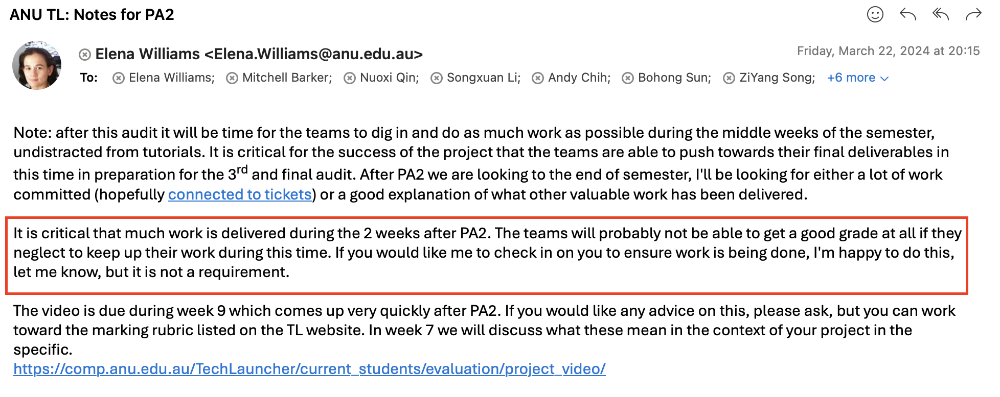 ANU TL: Notes for PA2
Elena Williams <Elena.Williams@anu.edu.au>
Friday, March 22, 2024 at 20:15
To: Elena Williams; Mitchell Barker; Nuoxi Qin; Songxuan Li; Andy Chih; Bohong Sun; ZiYang Song; +6 more
Note: after this audit it will be time for the teams to dig in and do as much work as possible during the middle weeks of the semester,
undistracted from tutorials. It is critical for the success of the project that the teams are able to push towards their final deliverables in
this time in preparation for the 3rd and final audit. After PA2 we are looking to the end of semester, I'll be looking for either a lot of work
committed (hopefully connected to tickets) or a good explanation of what other valuable work has been delivered.
It is critical that much work is delivered during the 2 weeks after PA2. The teams will probably not be able to get a good grade at all if they
neglect to keep up their work during this time. If you would like me to check in on you to ensure work is being done, I'm happy to do this,
let me know, but it is not a requirement.
The video is due during week 9 which comes up very quickly after PA2. If you would like any advice on this, please ask, but you can work
toward the marking rubric listed on the TL website. In week 7 we will discuss what these mean in the context of your project in the
specific.
https://comp.anu.edu.au/TechLauncher/current_students/evaluation/project_video/